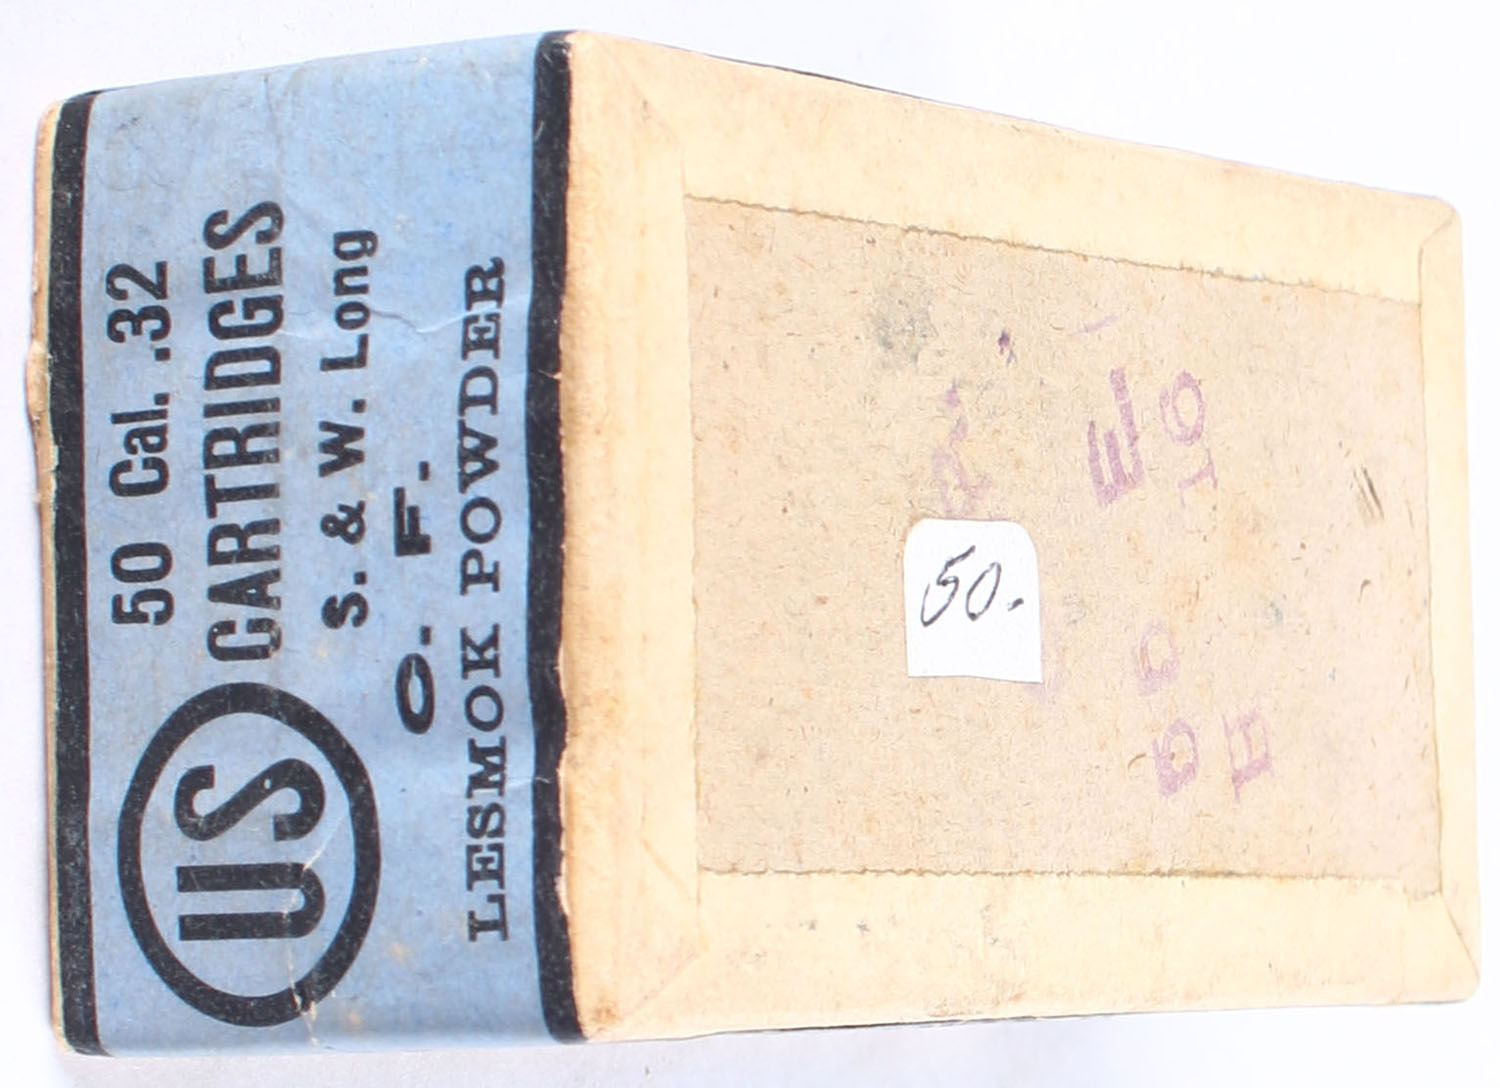 US
50 Cal. .32
CARTRIDGES
S. & W. Long
C. F.
LESMOK POWDER
50.